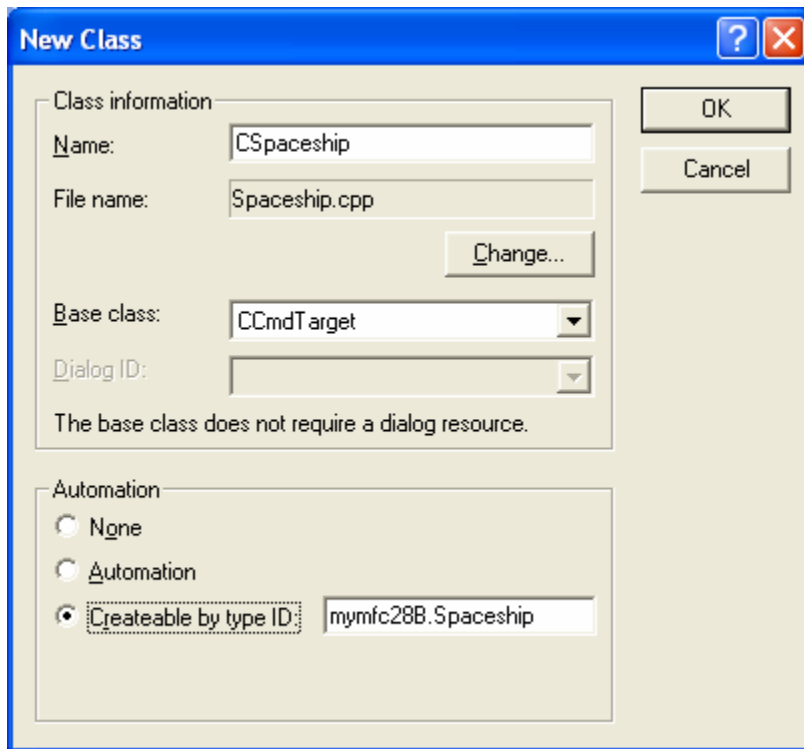 New Class
Class information
Name:
CSpaceship
OK
File name:
Spaceship.cpp
Cancel
Change...
Base class:
CCmdTarget
Dialog ID:
The base class does not require a dialog resource.
Automation
None
Automation
Createable by type ID:
mymfc28B.Spaceship